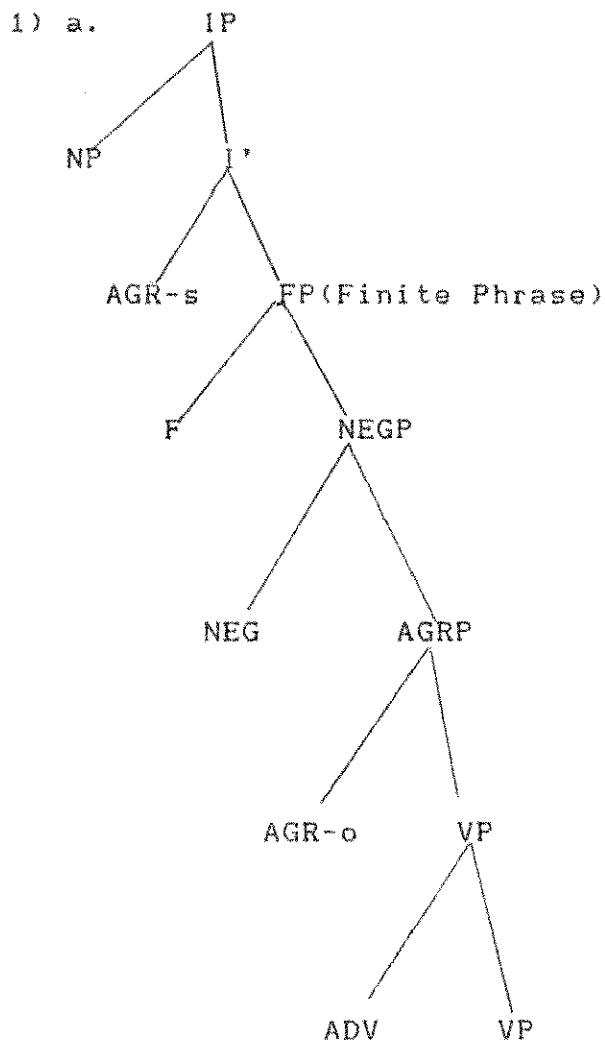 1) a. IP
NP I'
AGR-s FP(Finite Phrase)
F NEGP
NEG AGRP
AGR-o VP
ADV VP